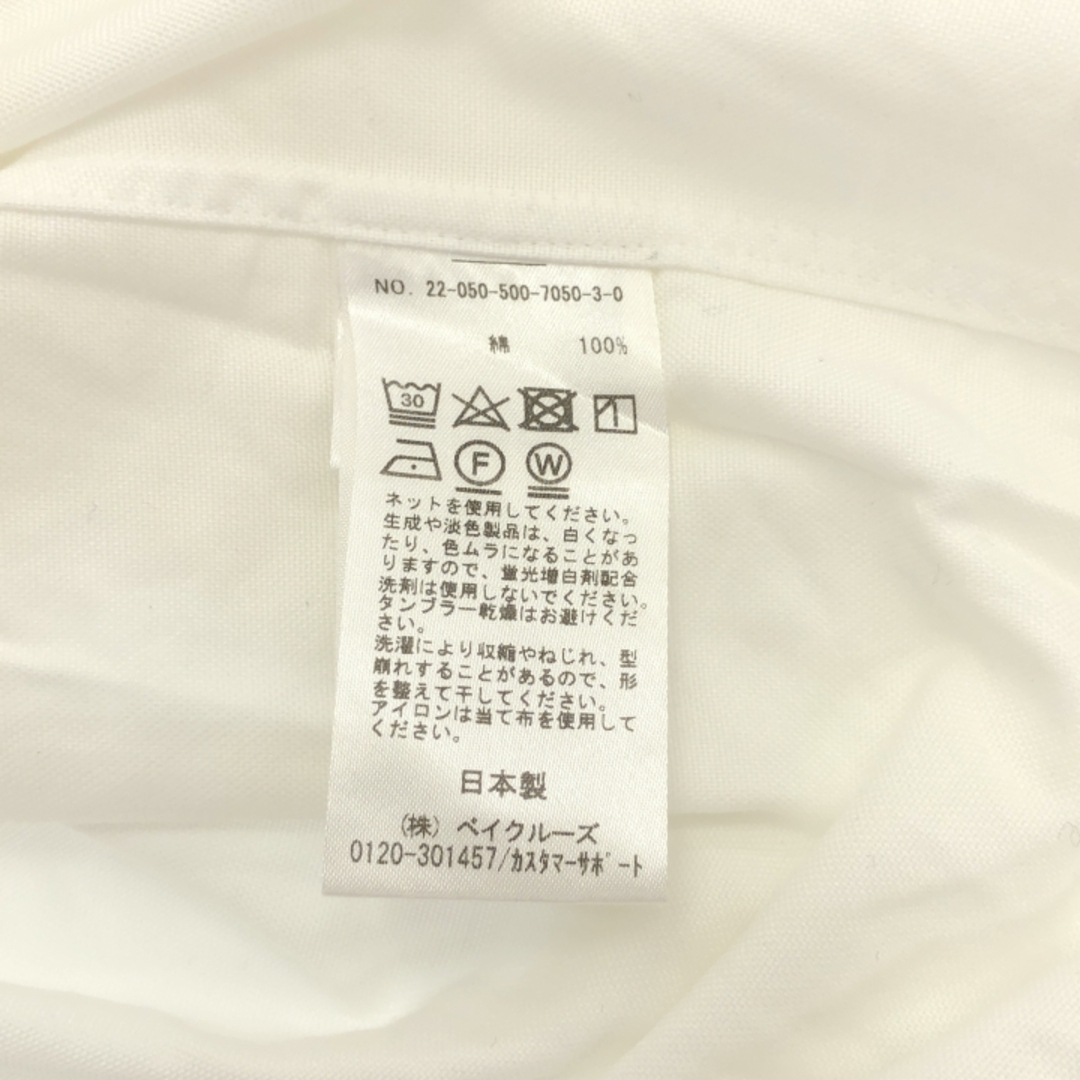 NO. 22-050-500-7050-3-0
綿 100%
30
F W
ネットを使用してください。
生成や淡色製品は、白くなっ
たり、色ムラになることがあ
りますので、蛍光増白剤配合
洗剤は使用しないでください。
タンブラー乾燥はお避けくだ
さい。
洗濯により収縮やねじれ、型
崩れすることがあるので、形
を整えて干してください。
アイロンは当て布を使用して
ください。
日本製
(株) ベイクルーズ
0120-301457/カスタマーサポート